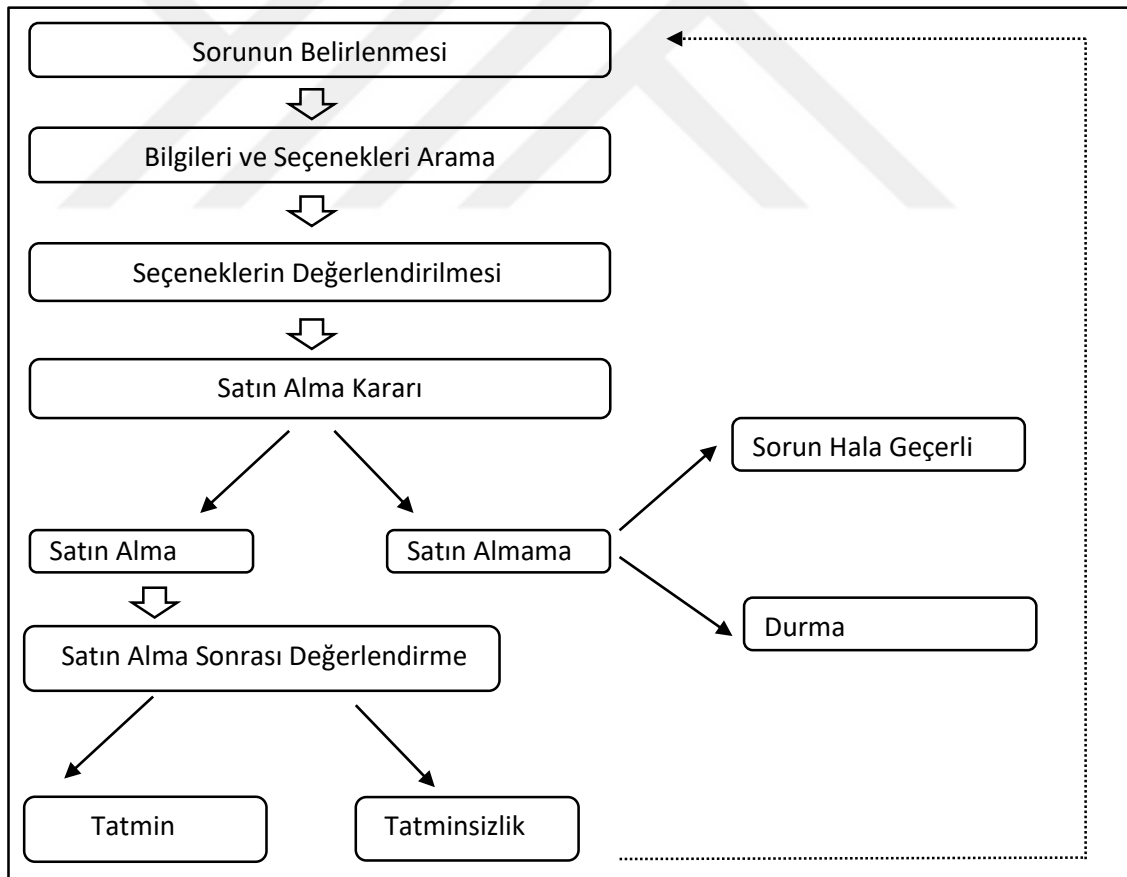 Sorunun Belirlenmesi
Bilgileri ve Seçenekleri Arama
Seçeneklerin Değerlendirilmesi
Satın Alma Kararı
Sorun Hala Geçerli
Satın Alma
Satın Almama
Durma
Satın Alma Sonrası Değerlendirme
Tatmin
Tatminsizlik